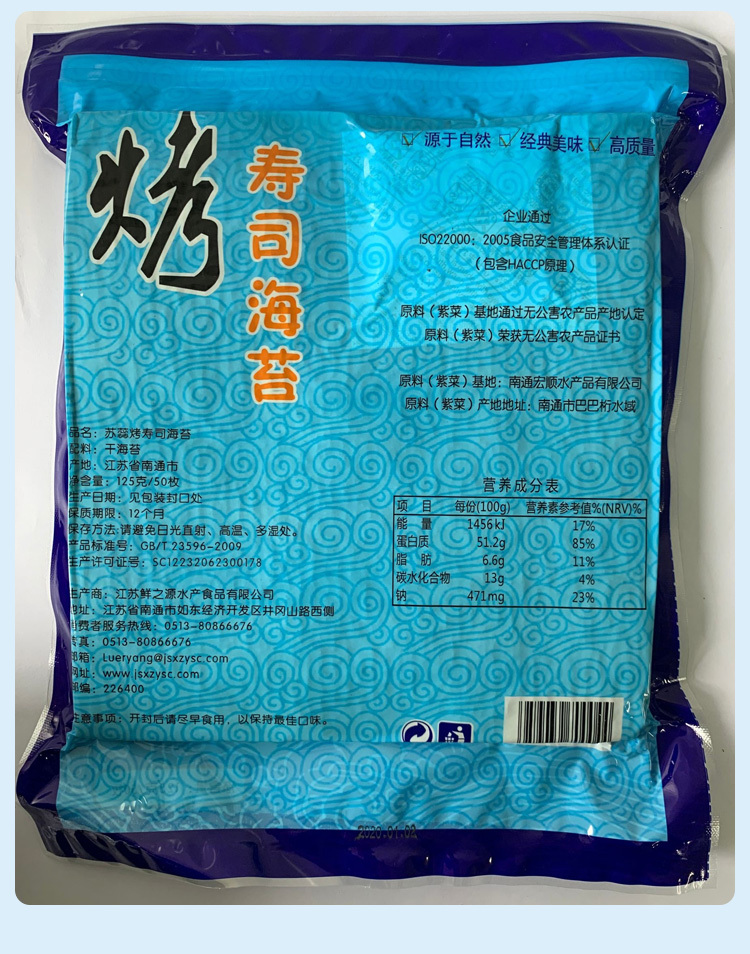 烤
寿司海苔
源于自然 经典美味 高质量
企业通过
ISO22000：2005食品安全管理体系认证
（包含HACCP原理）
原料（紫菜）基地通过无公害农产品产地认定
原料（紫菜）荣获无公害农产品证书
原料（紫菜）基地：南通宏顺水产品有限公司
原料（紫菜）产地地址：南通市巴巴桁水域
品名：苏蕊烤寿司海苔
配料：干海苔
产地：江苏省南通市
净含量：125克/50枚
生产日期：见包装封口处
保质期限：12个月
保存方法:请避免日光直射、高温、多湿处。
产品标准号：GB/T 23596-2009
生产许可证号：SC12232062300178
生产商：江苏鲜之源水产食品有限公司
地址：江苏省南通市如东经济开发区井冈山路西侧
消费者服务热线：0513-80866676
传真：0513-80866676
邮箱：Lueryang@jsxzysc.com
网址：www.jsxzysc.com
邮编：226400
注意事项：开封后请尽早食用，以保持最佳口味。
营养成分表
项 目 每份(100g) 营养素参考值%(NRV)%
能 量 1456kJ 17%
蛋白质 51.2g 85%
脂 肪 6.6g 11%
碳水化合物 13g 4%
钠 471mg 23%
2020.01.02